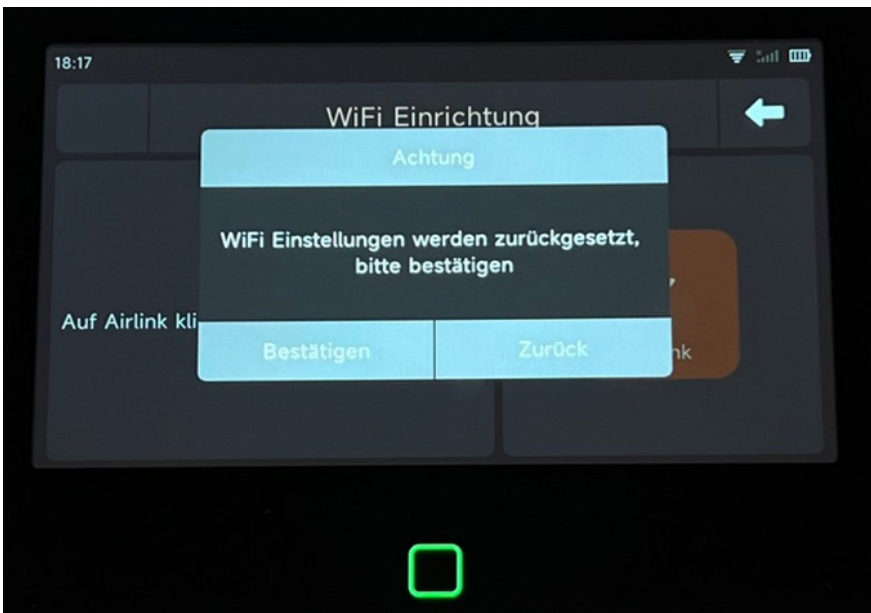 18:17
WiFi Einrichtung
Achtung
WiFi Einstellungen werden zurückgesetzt,
bitte bestätigen
Auf Airlink kli
Bestätigen
Zurück
nk